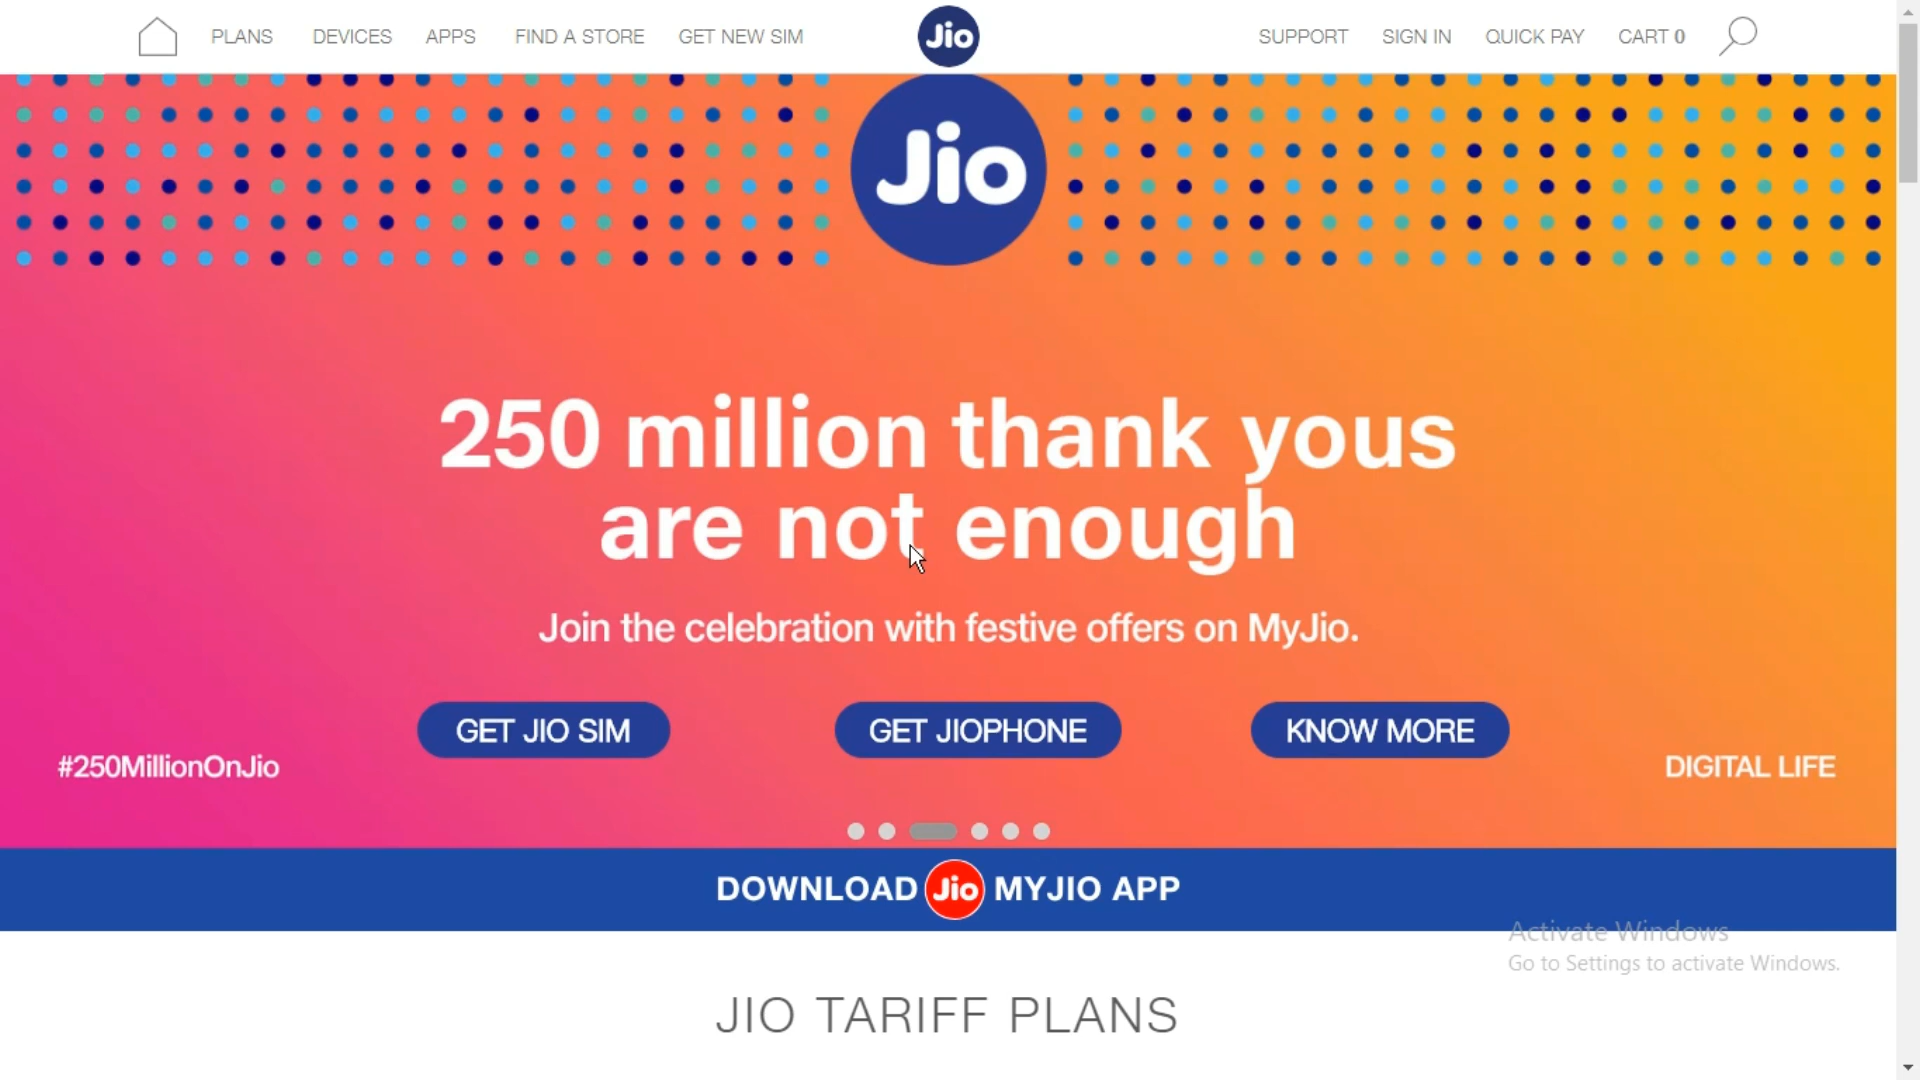 PLANS DEVICES APPS FIND A STORE GET NEW SIM Jio SUPPORT SIGN IN QUICK PAY CART 0
Jio
250 million thank yous
are not enough
Join the celebration with festive offers on MyJio.
GET JIO SIM GET JIOPHONE KNOW MORE
#250MillionOnJio DIGITAL LIFE
DOWNLOAD Jio MYJIO APP
Activate Windows
Go to Settings to activate Windows.
JIO TARIFF PLANS